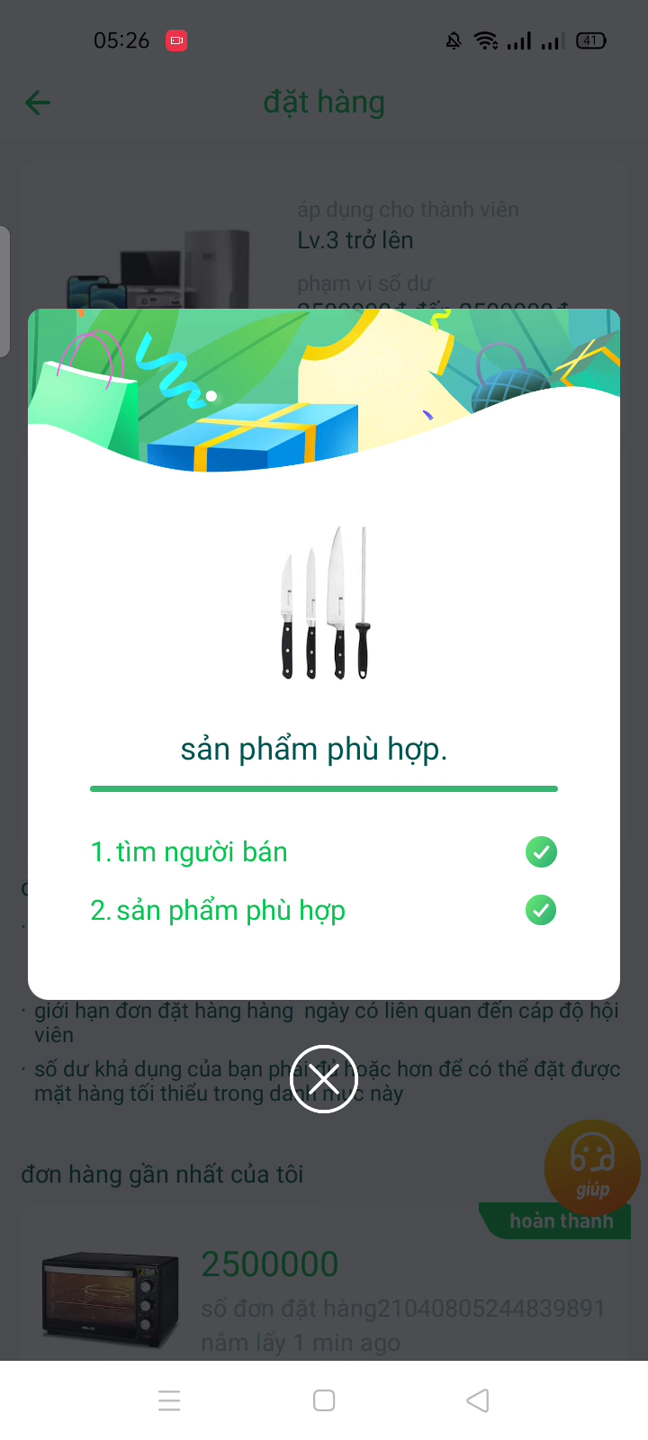 05:26
41
đặt hàng
áp dụng cho thành viên
Lv.3 trở lên
phạm vi số dư
sản phẩm phù hợp.
1. tìm người bán
2. sản phẩm phù hợp
· giới hạn đơn đặt hàng hàng ngày có liên quan đến cáp độ hội
viên
· số dư khả dụng của bạn phải đủ hoặc hơn để có thể đặt được
mặt hàng tối thiểu trong danh mục này
giúp
đơn hàng gần nhất của tôi
hoàn thanh
2500000
số đơn đặt hàng21040805244839891
nắm lấy 1 min ago